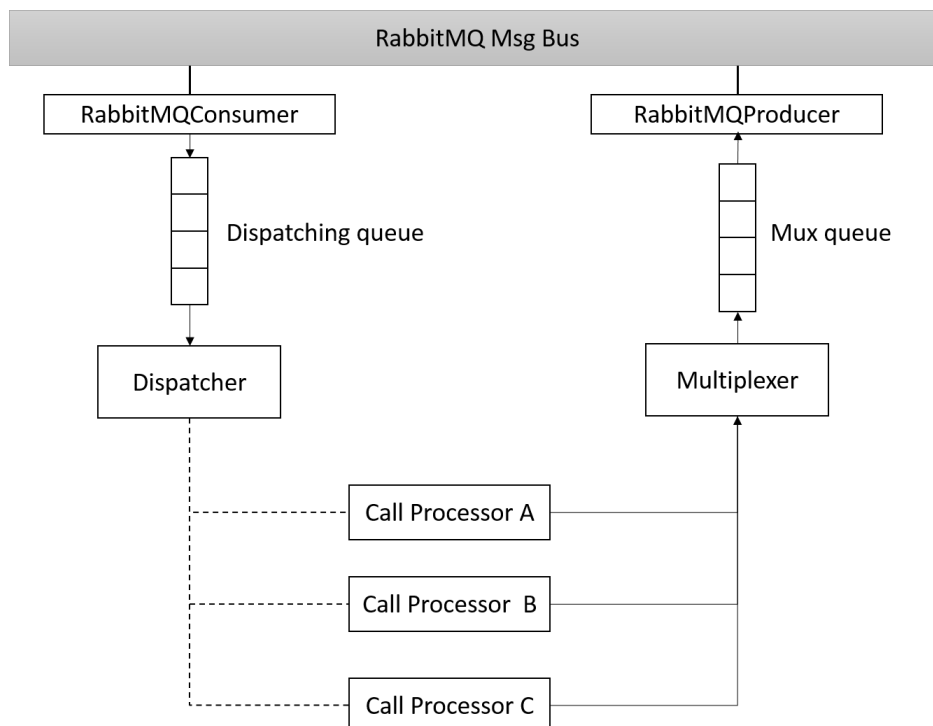 RabbitMQ Msg Bus
RabbitMQConsumer
RabbitMQProducer
Dispatching queue
Mux queue
Dispatcher
Multiplexer
Call Processor A
Call Processor  B
Call Processor C